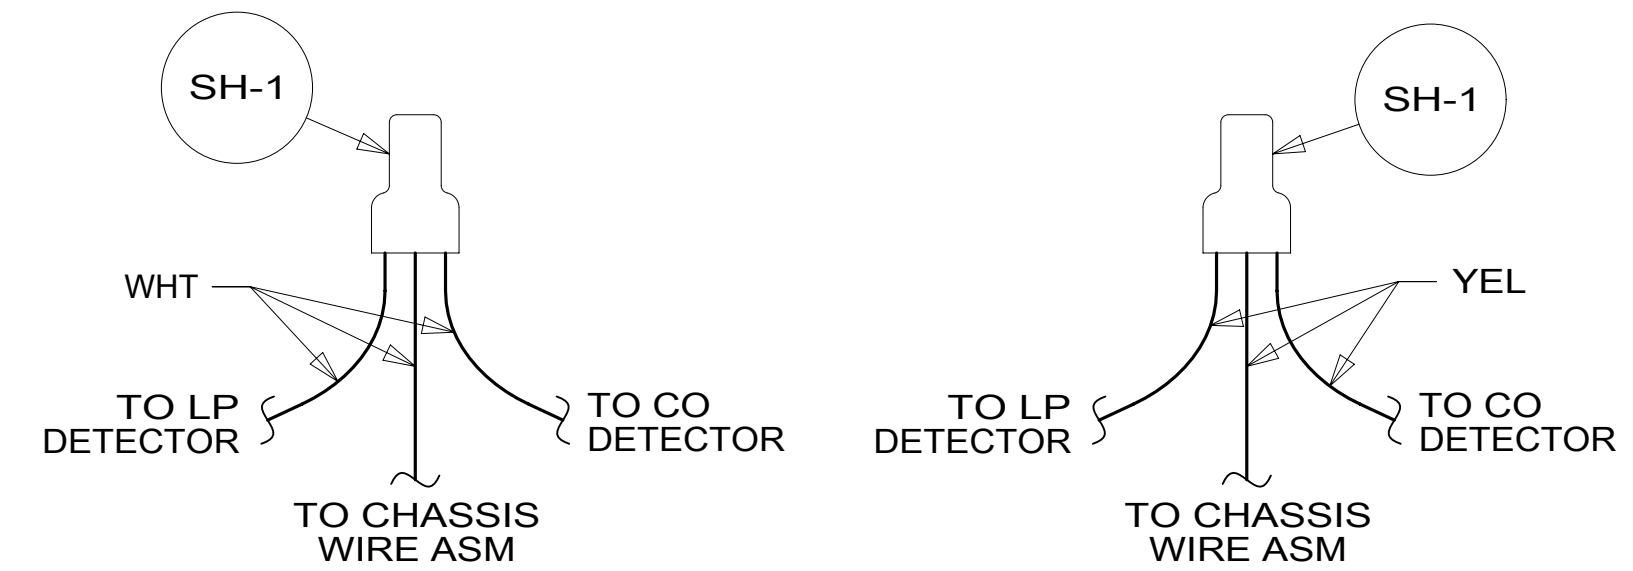 SH-1
WHT
TO LP
DETECTOR
TO CO
DETECTOR
TO CHASSIS
WIRE ASM
SH-1
YEL
TO LP
DETECTOR
TO CO
DETECTOR
TO CHASSIS
WIRE ASM